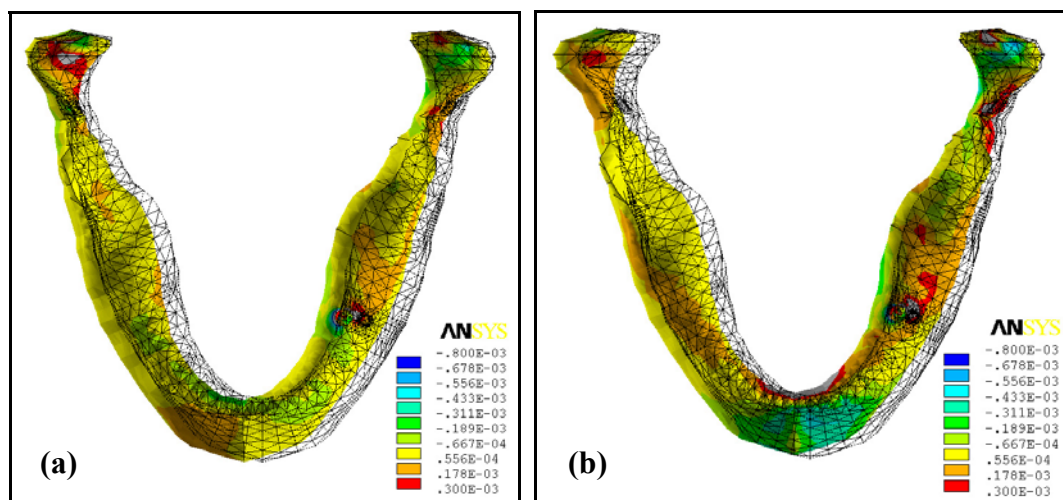 ANSYS
-.800E-03
-.678E-03
-.556E-03
-.433E-03
-.311E-03
-.189E-03
-.667E-04
.556E-04
.178E-03
.300E-03
(a)
ANSYS
-.800E-03
-.678E-03
-.556E-03
-.433E-03
-.311E-03
-.189E-03
-.667E-04
.556E-04
.178E-03
.300E-03
(b)